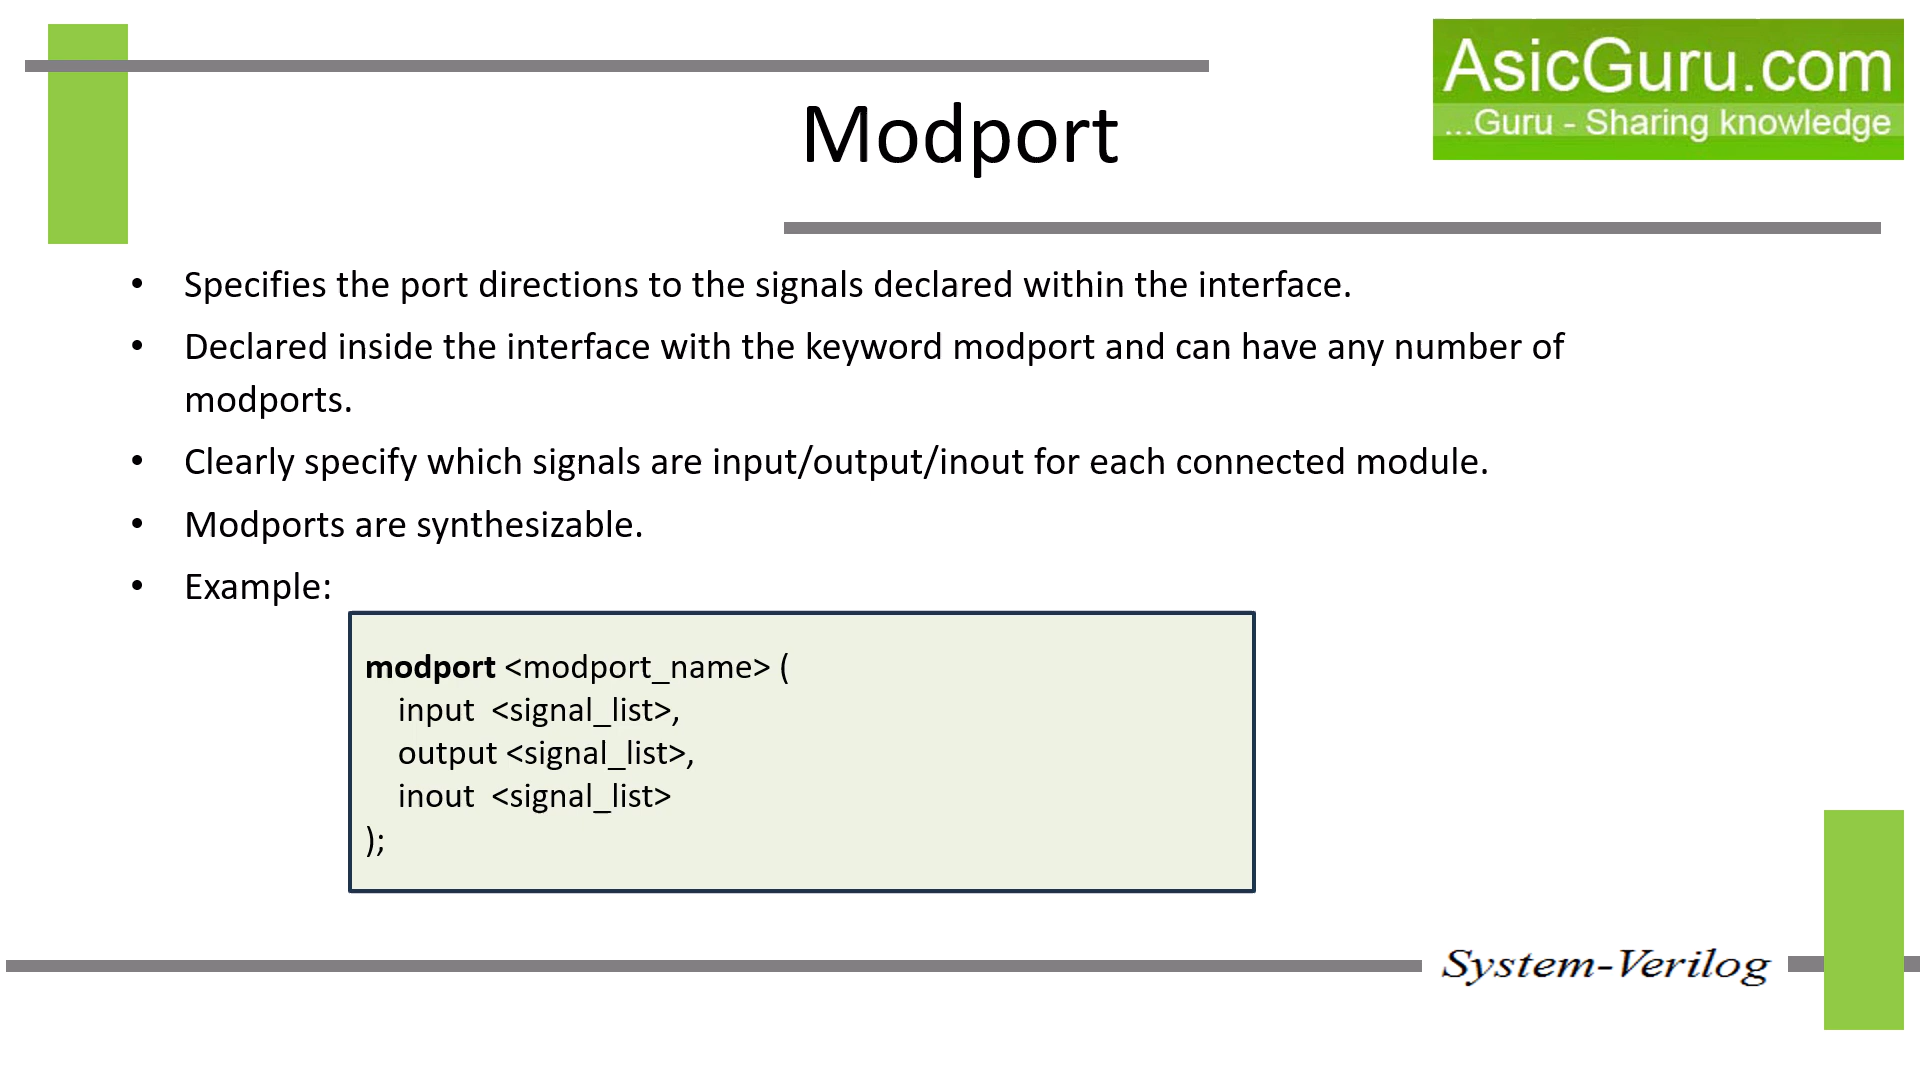 AsicGuru.com
...Guru - Sharing knowledge
Modport
• Specifies the port directions to the signals declared within the interface.
• Declared inside the interface with the keyword modport and can have any number of
modports.
• Clearly specify which signals are input/output/inout for each connected module.
• Modports are synthesizable.
• Example:
modport <modport_name> (
    input  <signal_list>,
    output <signal_list>,
    inout  <signal_list>
);
System-Verilog